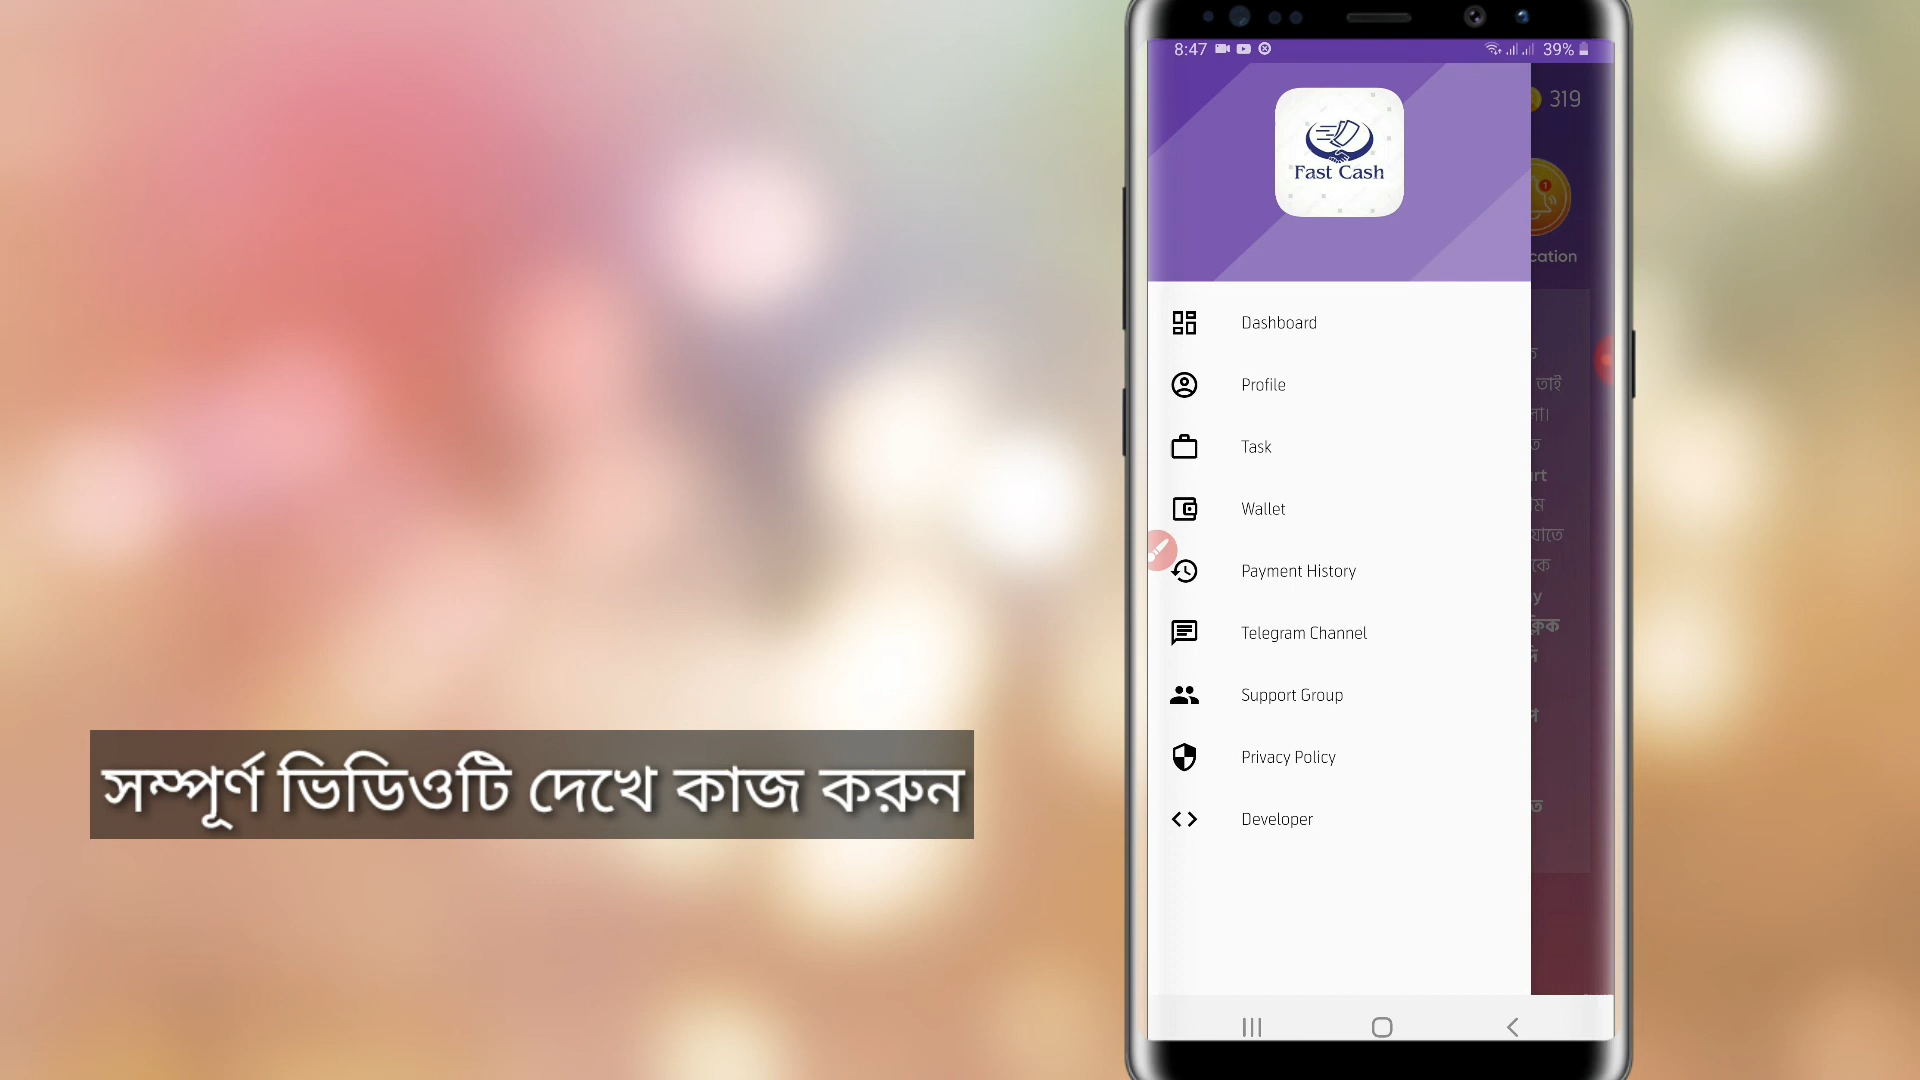 8:47
39%
319
Fast Cash
cation
Dashboard
Profile
Task
তাই
Wallet
Payment History
Telegram Channel
Support Group
Privacy Policy
Developer
সম্পূর্ণ ভিডিওটি দেখে কাজ করুন